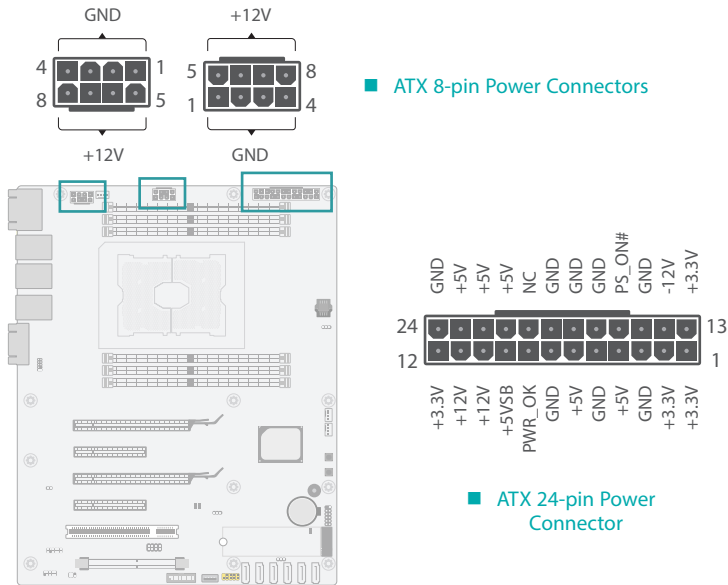 GND
+12V
4
1
8
5
5
8
1
4
+12V
GND
ATX 8-pin Power Connectors
GND
+5V
+5V
+5V
NC
GND
GND
GND
PS_ON#
GND
-12V
+3.3V
24
13
12
1
+3.3V
+12V
+12V
+5VSB
PWR_OK
GND
+5V
GND
+5V
GND
+3.3V
+3.3V
ATX 24-pin Power
Connector